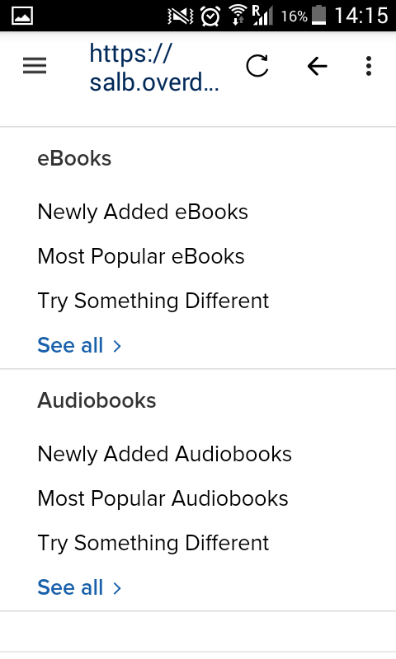 R 16% 14:15
https://
salb.overd...
eBooks
Newly Added eBooks
Most Popular eBooks
Try Something Different
See all >
Audiobooks
Newly Added Audiobooks
Most Popular Audiobooks
Try Something Different
See all >